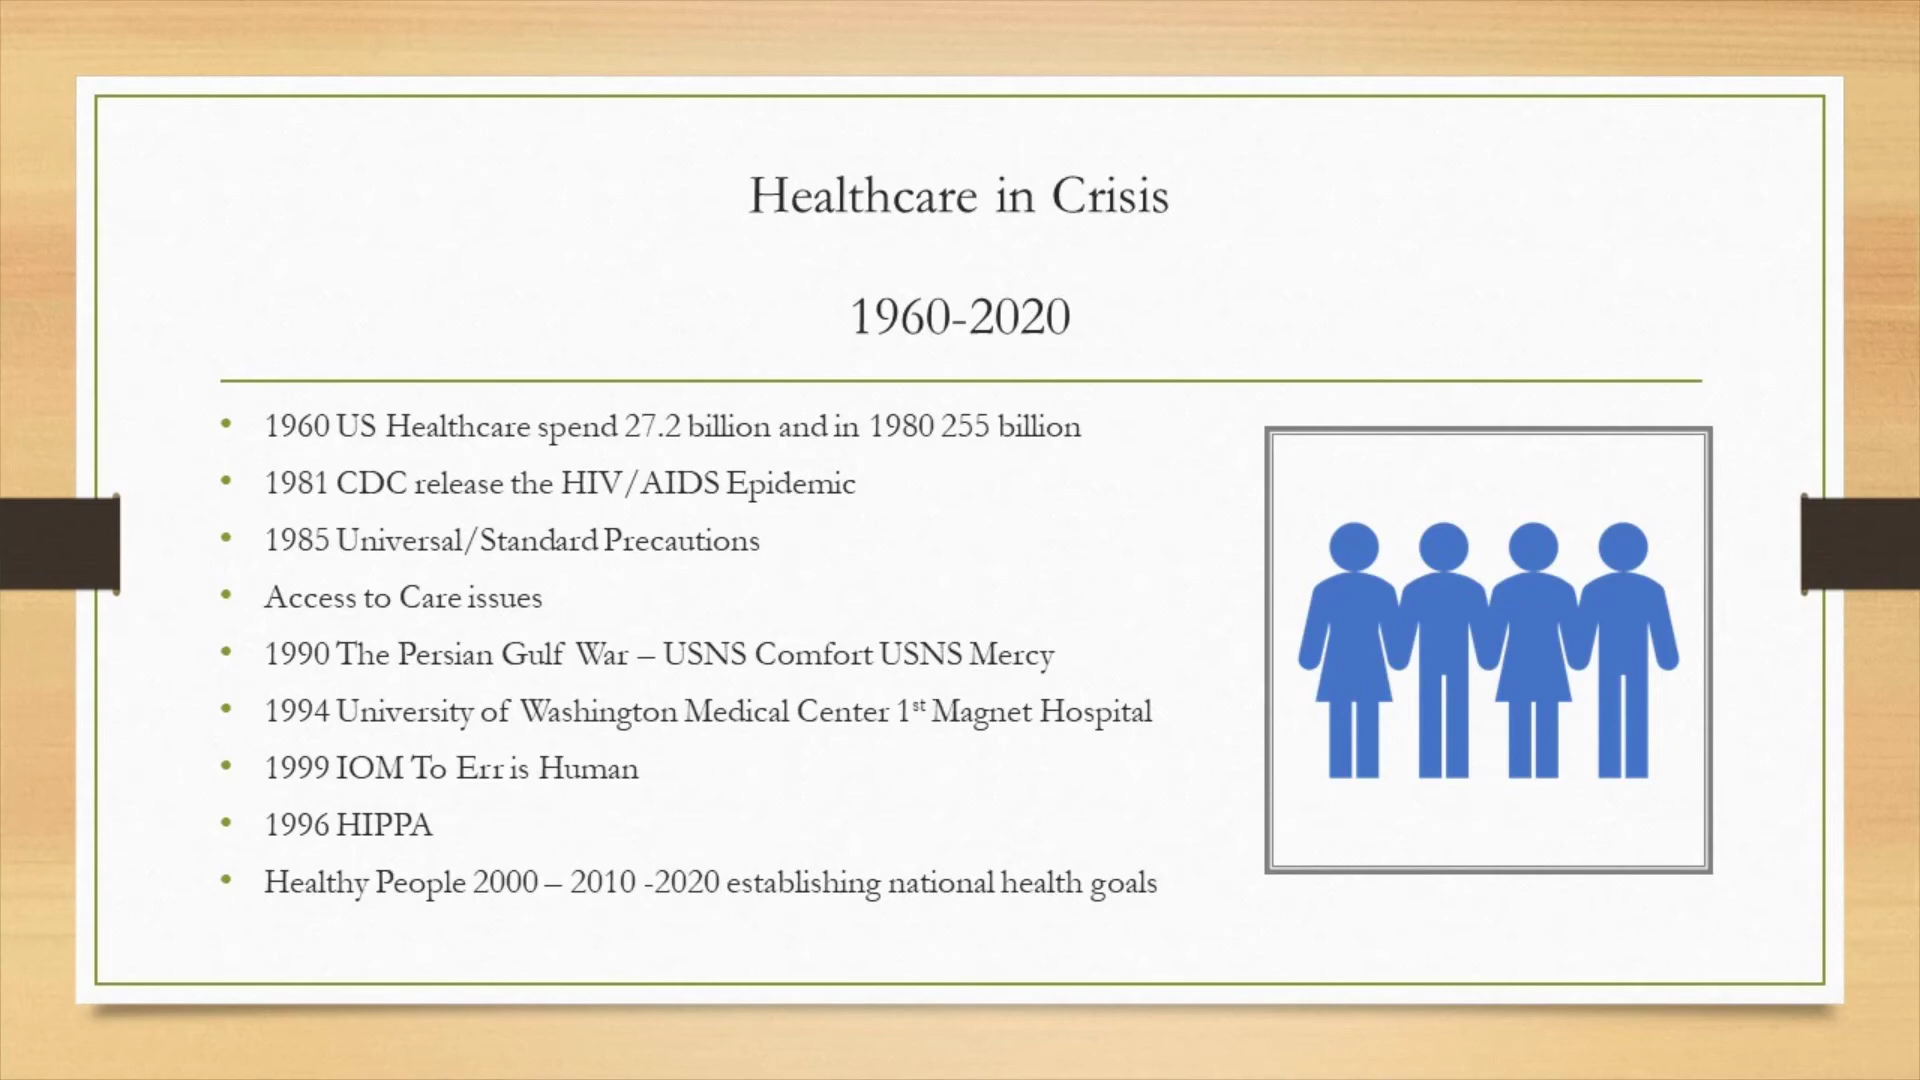 Healthcare in Crisis
1960-2020
• 1960 US Healthcare spend 27.2 billion and in 1980 255 billion
• 1981 CDC release the HIV/AIDS Epidemic
• 1985 Universal/Standard Precautions
• Access to Care issues
• 1990 The Persian Gulf War – USNS Comfort USNS Mercy
• 1994 University of Washington Medical Center 1st Magnet Hospital
• 1999 IOM To Err is Human
• 1996 HIPPA
• Healthy People 2000 – 2010 -2020 establishing national health goals